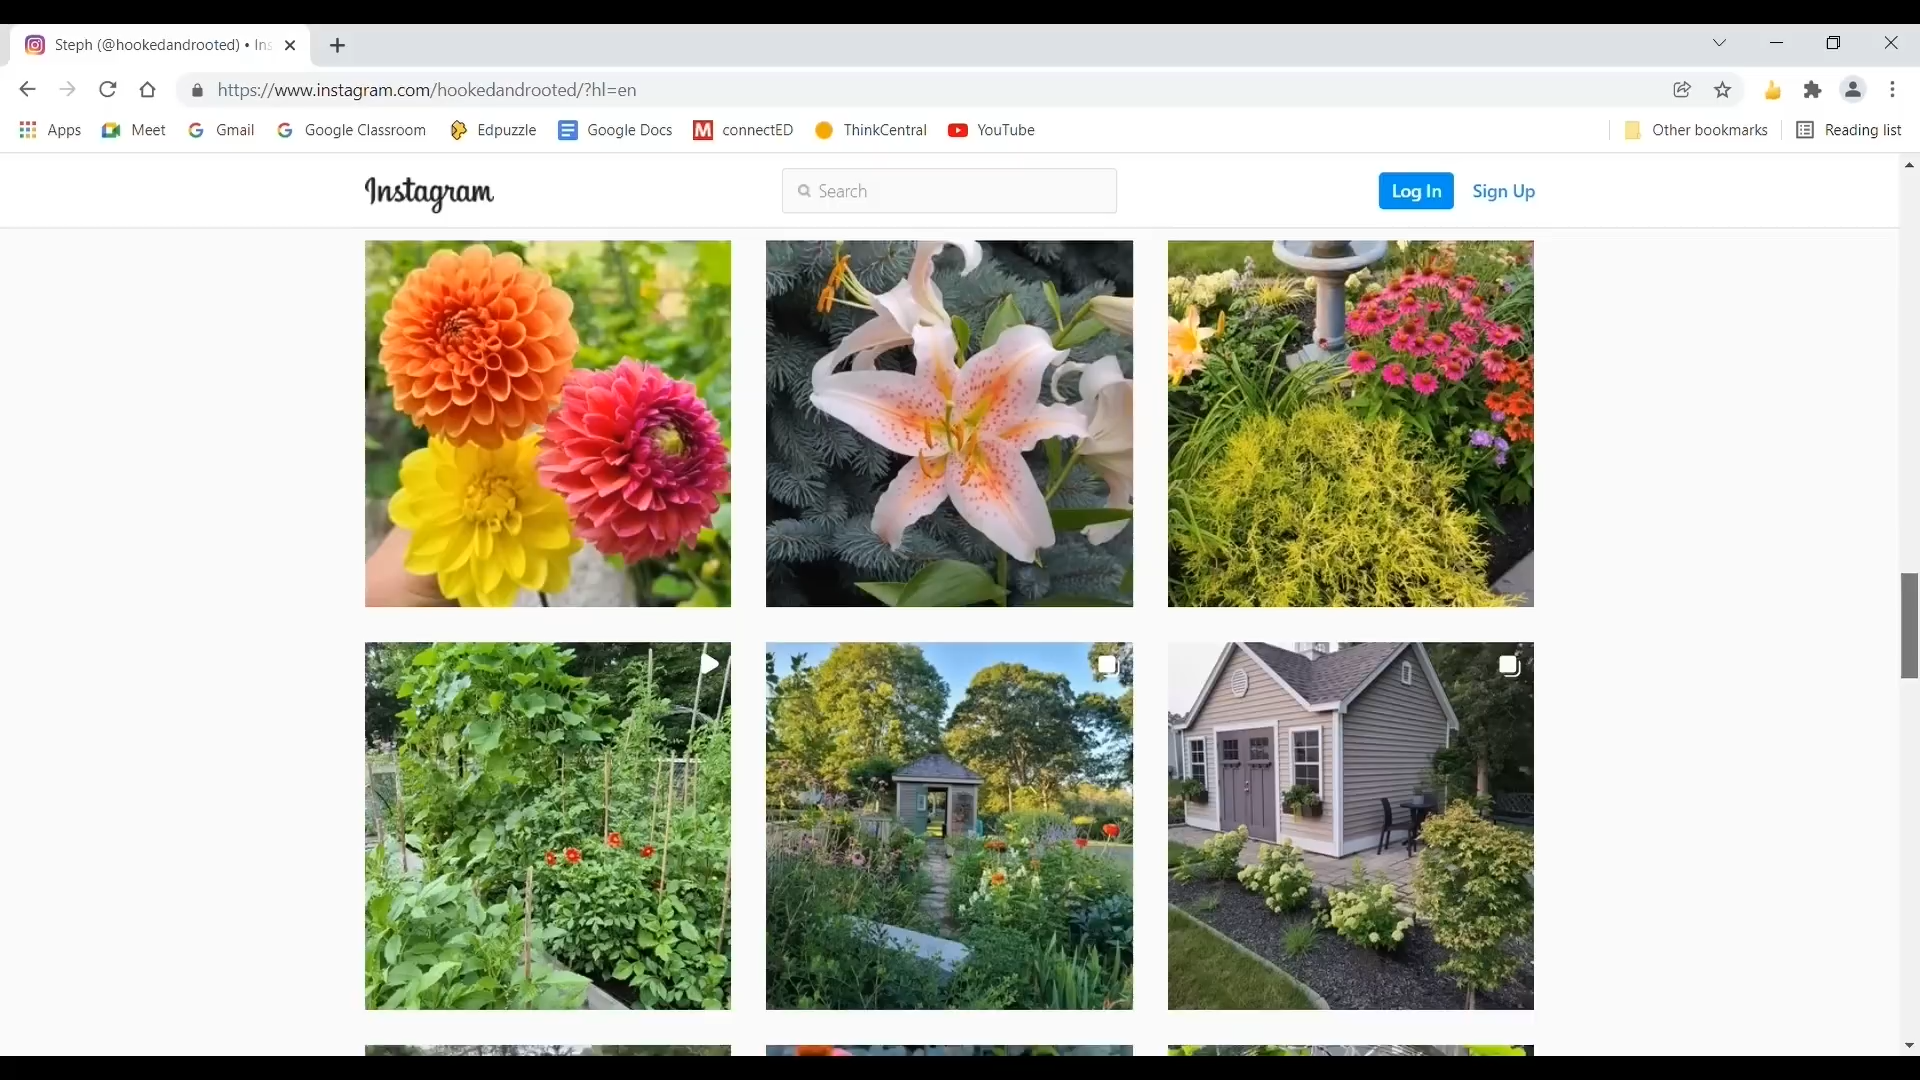 Steph (@hookedandrooted) • Ins
https://www.instagram.com/hookedandrooted/?hl=en
Apps Meet Gmail Google Classroom Edpuzzle Google Docs connectED ThinkCentral YouTube Other bookmarks Reading list
Instagram Search Log In Sign Up